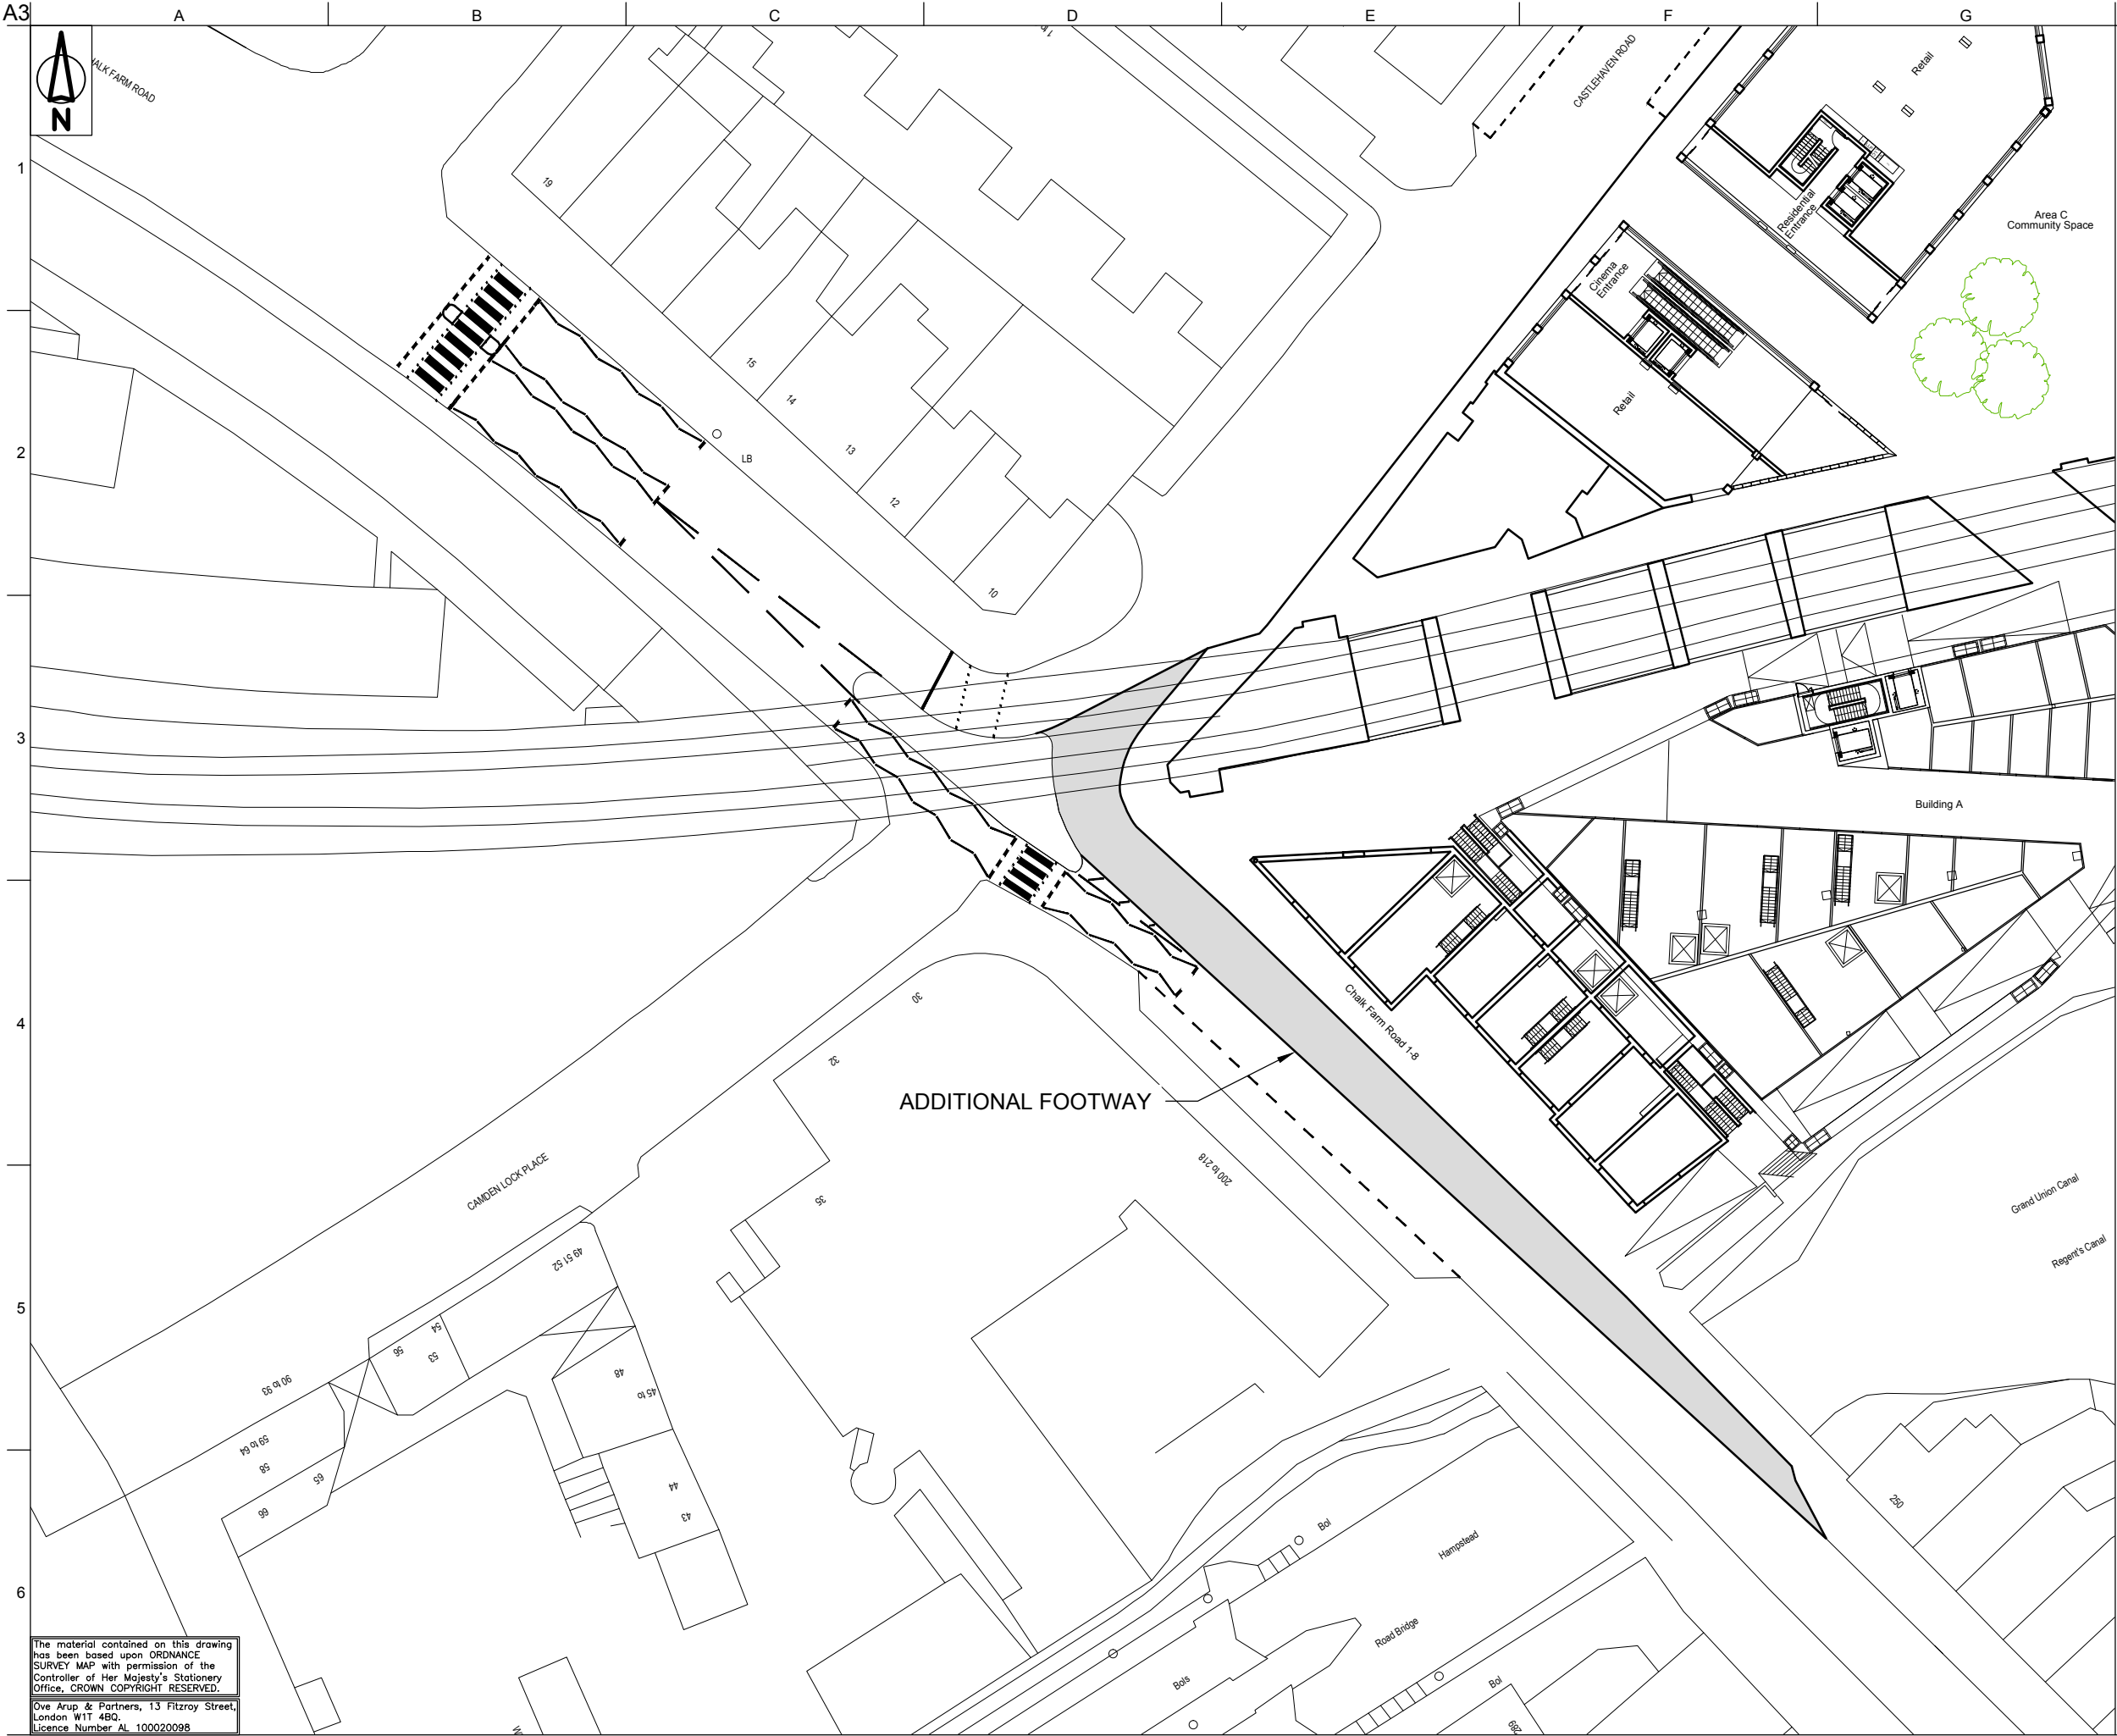 A3
A
B
C
D
E
F
G
N
CASTLEHAVEN ROAD
Retail
1
19
Residential
Entrance
Area C
Community Space
Cinema
Entrance
15
14
Retail
2
LB
13
12
10
3
Building A
30
4
Chalk Farm Road 1-8
32
ADDITIONAL FOOTWAY
CAMDEN LOCK PLACE
200 to 218
35
Grand Union Canal
49 51 52
Regent's Canal
5
54
56
53
48
45 to
90 to 93
59 to 64
58
65
44
66
43
250
Bol
Hampstead
6
Road Bridge
Bols
Bol
289
The material contained on this drawing
has been based upon ORDNANCE
SURVEY MAP with permission of the
Controller of Her Majesty's Stationery
Office, CROWN COPYRIGHT RESERVED.
Ove Arup & Partners, 13 Fitzroy Street,
London W1T 4BQ.
Licence Number AL 100020098